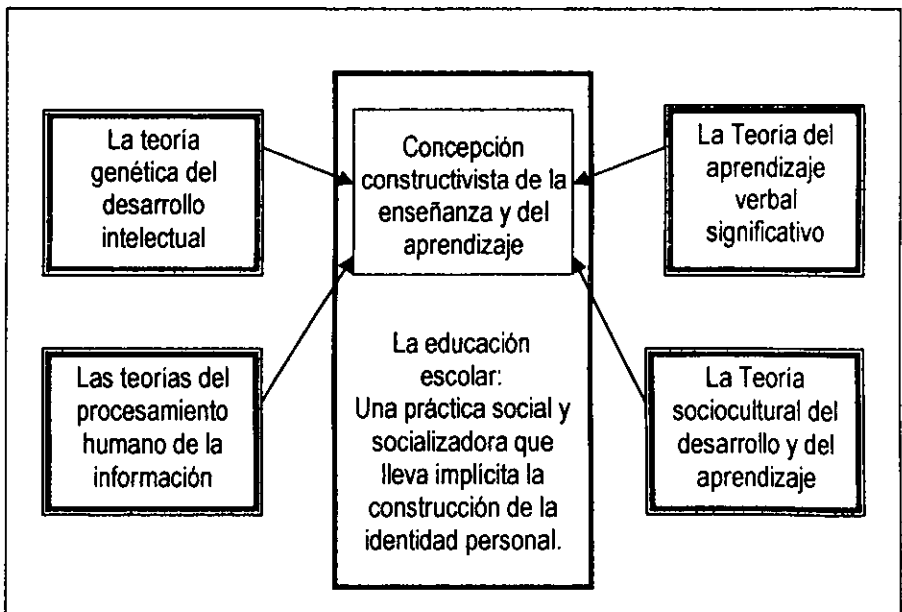 La teoría
genética del
desarrollo
intelectual
Concepción
constructivista de la
enseñanza y del
aprendizaje
La Teoría del
aprendizaje
verbal
significativo
Las teorías del
procesamiento
humano de la
información
La educación
escolar:
Una práctica social y
socializadora que
lleva implícita la
construcción de la
identidad personal.
La Teoría
sociocultural del
desarrollo y del
aprendizaje